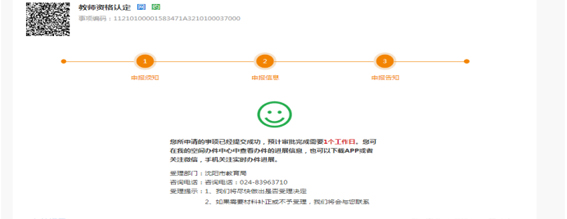 教师资格认定
事项编码：11210100001583471A3210100037000
1 2 3
申报须知 申报信息 申报告知
您所申请的事项已经提交成功，预计审批完成需要1个工作日。您可
在我的空间办件中心中查看办件的进展信息，也可以下载APP或者
关注微信，手机关注实时办件进展。
受理部门：沈阳市教育局
咨询电话：咨询电话：024-83963710
受理提示：1、我们将尽快做出是否受理决定
2、如果需要材料补正或不予受理，我们将会与您联系